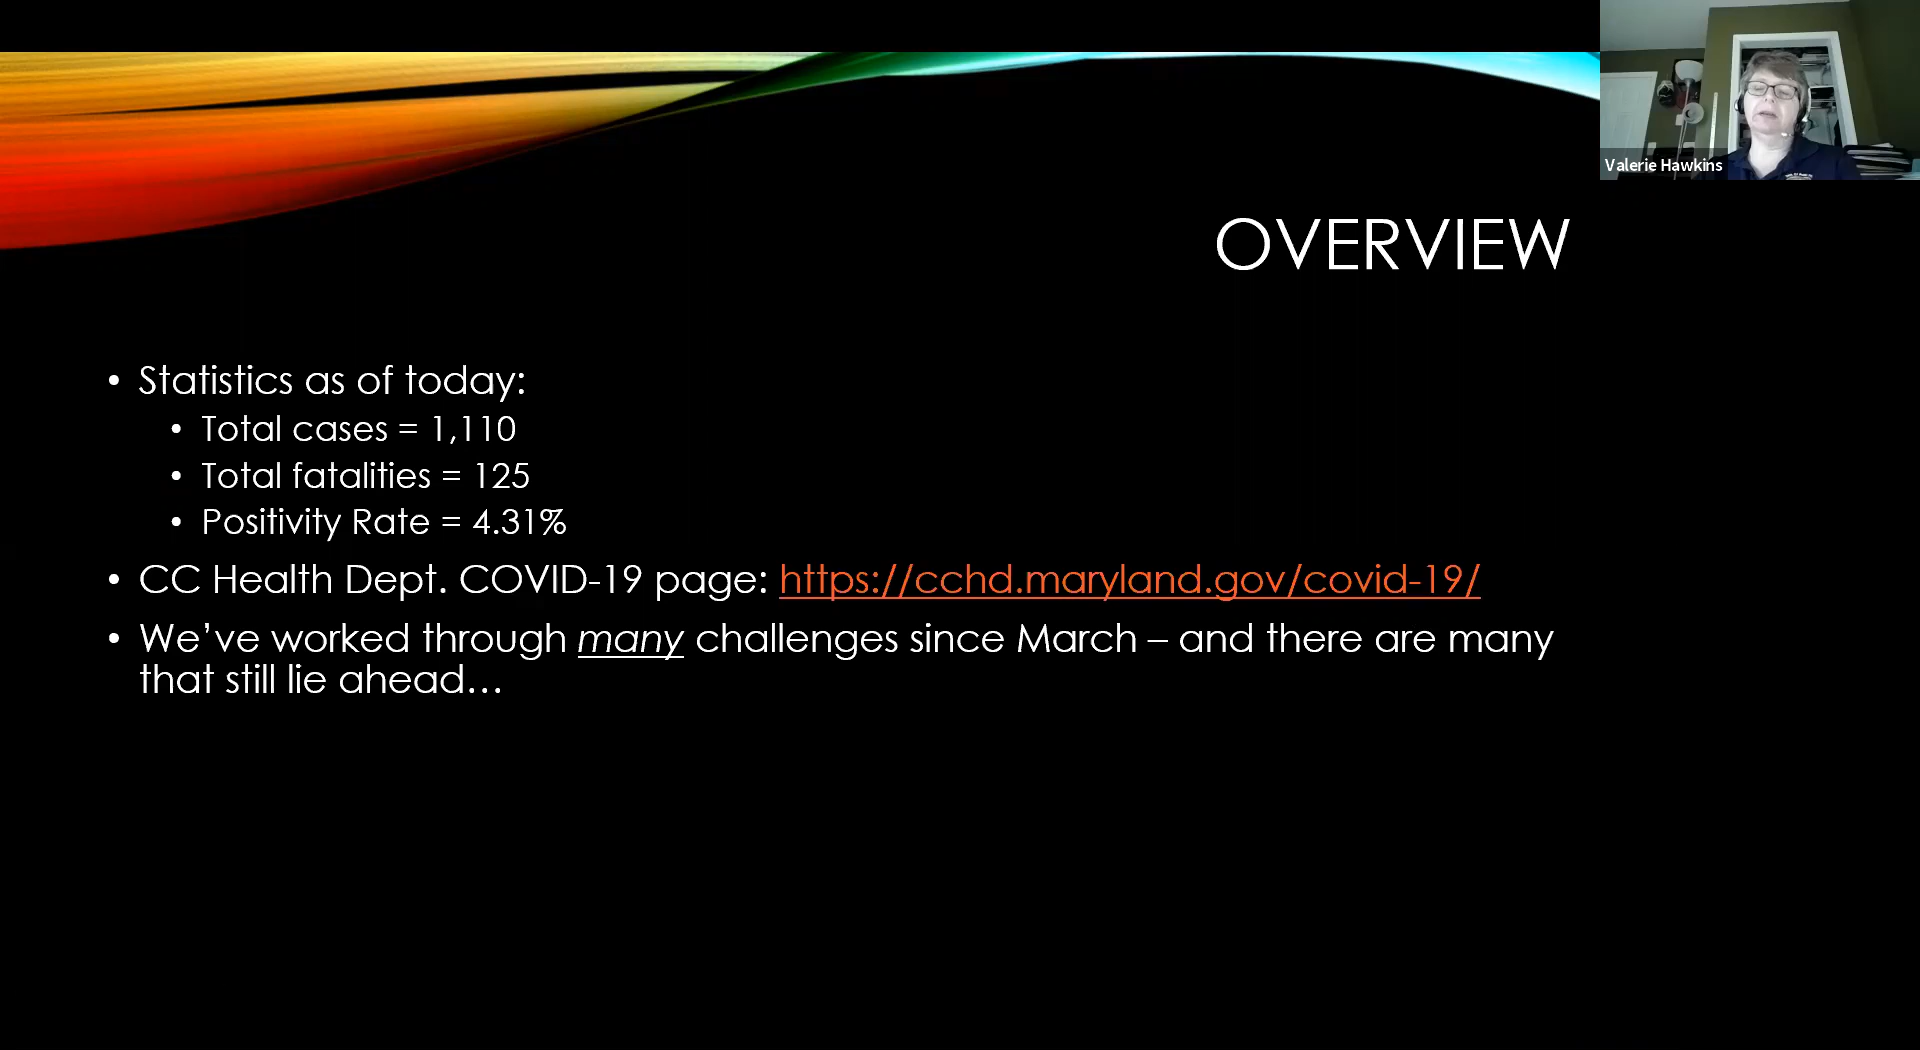 Valerie Hawkins
OVERVIEW
• Statistics as of today:
• Total cases = 1,110
• Total fatalities = 125
• Positivity Rate = 4.31%
• CC Health Dept. COVID-19 page: https://cchd.maryland.gov/covid-19/
• We’ve worked through many challenges since March – and there are many
that still lie ahead…